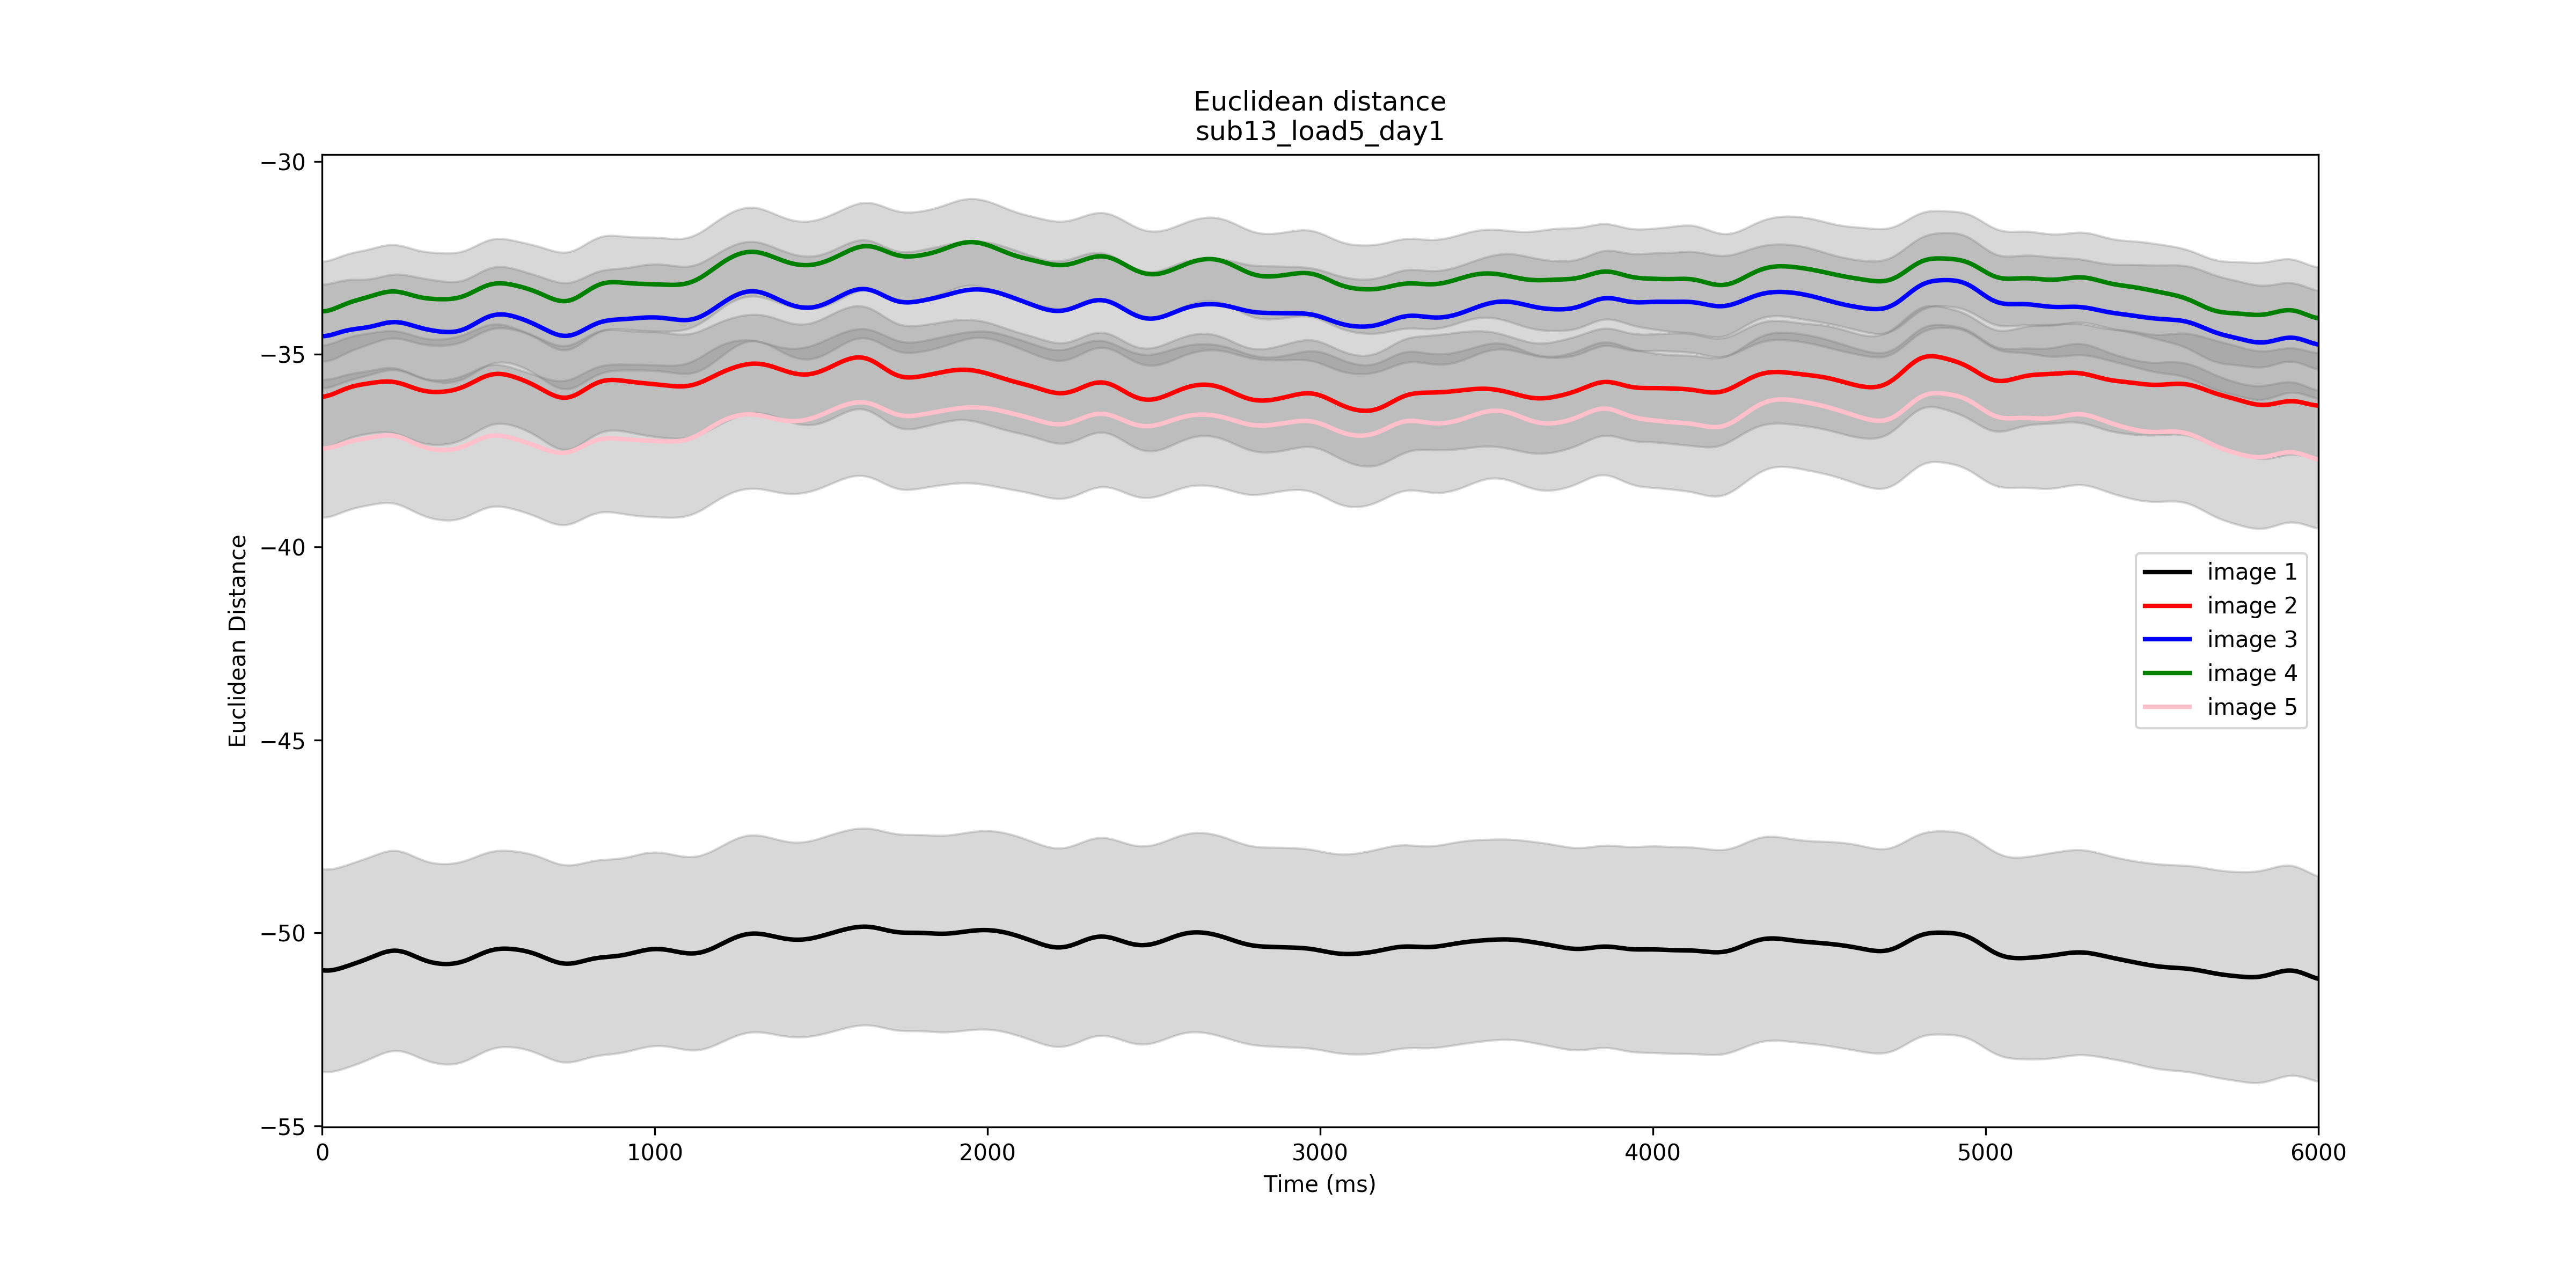 Euclidean distance
sub13_load5_day1
Euclidean Distance
−30
−35
−40
−45
−50
−55
image 1
image 2
image 3
image 4
image 5
0 1000 2000 3000 4000 5000 6000
Time (ms)